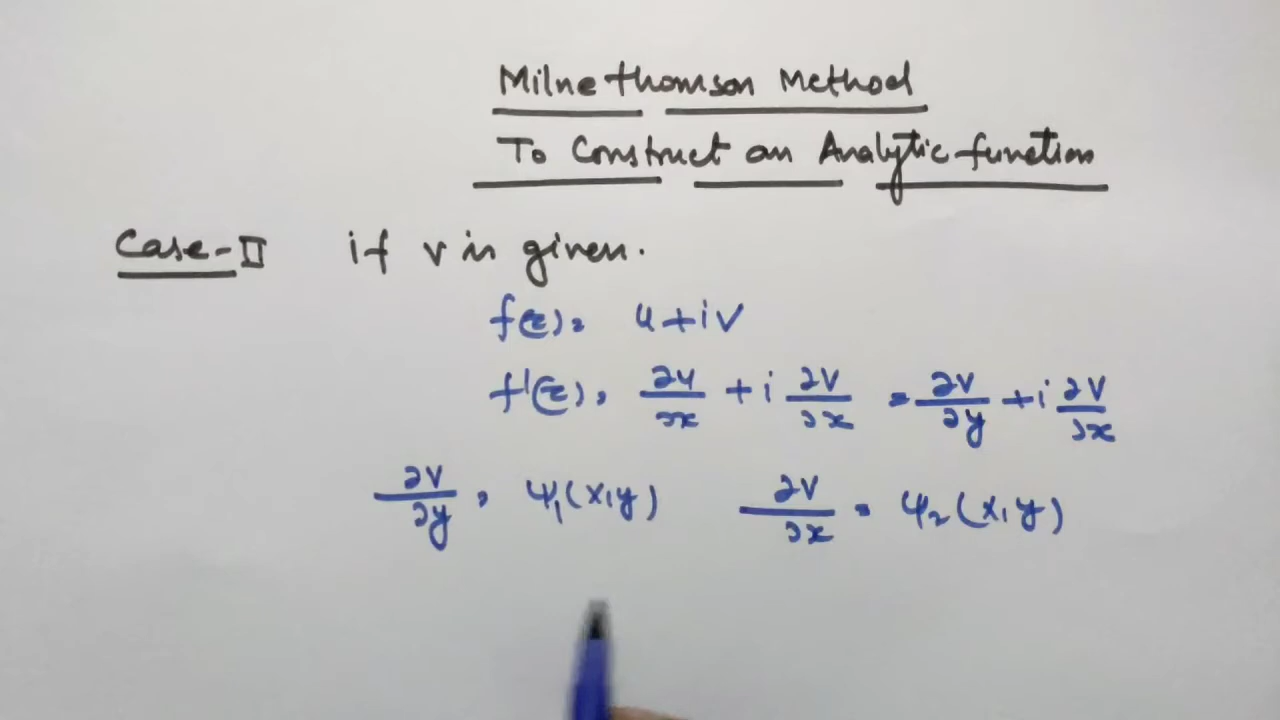 Milne thomson Method
To Construct an Analytic function
Case-II if v is given.
f(z) = u+iv
f'(z) = ∂u/∂x + i ∂v/∂x = ∂v/∂y + i ∂v/∂x
∂v/∂y = ψ₁(x,y) ∂v/∂x = ψ₂(x,y)